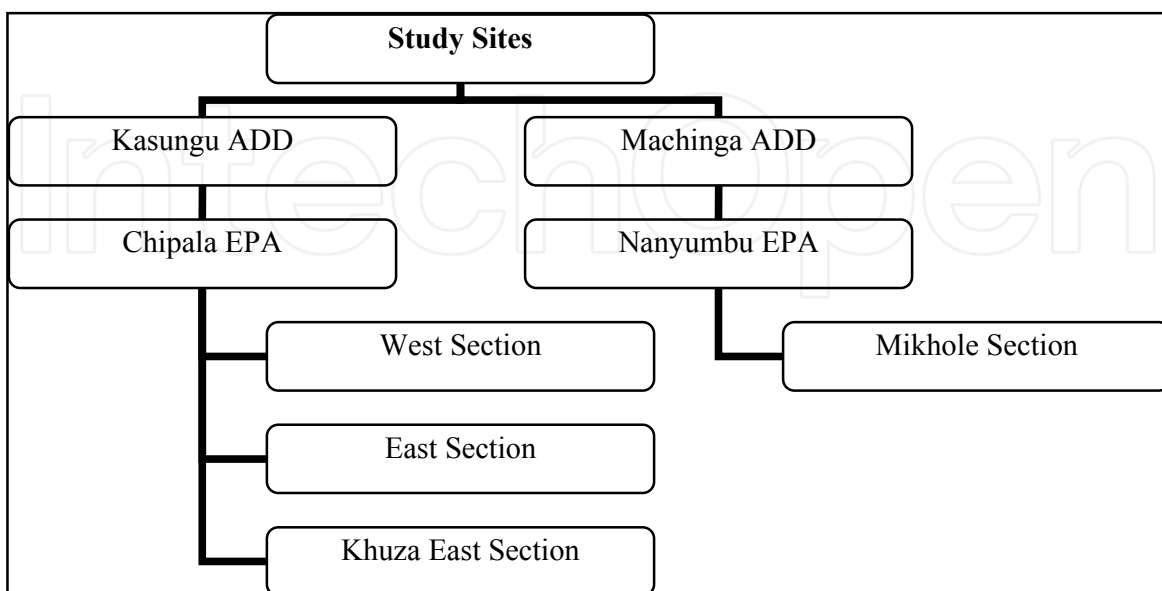 Study Sites
Kasungu ADD
Machinga ADD
Chipala EPA
Nanyumbu EPA
West Section
Mikhole Section
East Section
Khuza East Section
IntechOpen